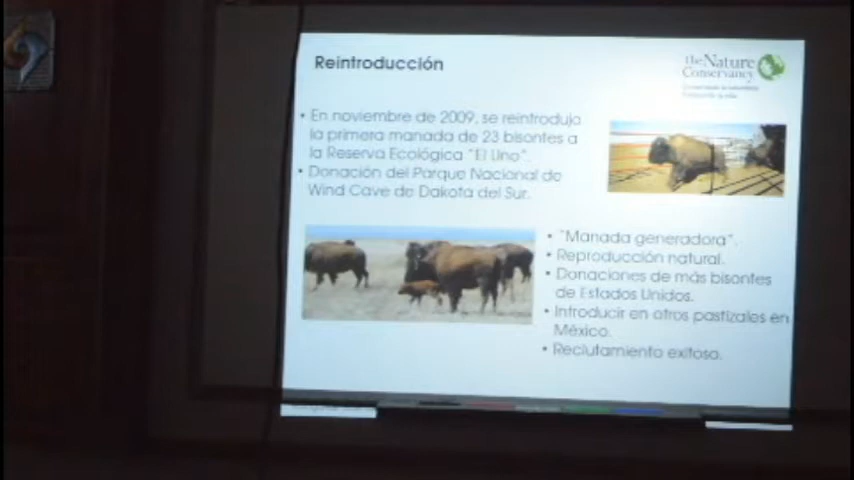 Reintroducción
the Nature
Conservancy
• En noviembre de 2009, se reintrodujo
la primera manada de 23 bisontes a
la Reserva Ecológica "El Uno".
• Donación del Parque Nacional de
Wind Cave de Dakota del Sur.
• "Manada generadora".
• Reproducción natural.
• Donaciones de más bisontes
de Estados Unidos.
• Introducir en otros pastizales en
México.
• Reclutamiento exitoso.